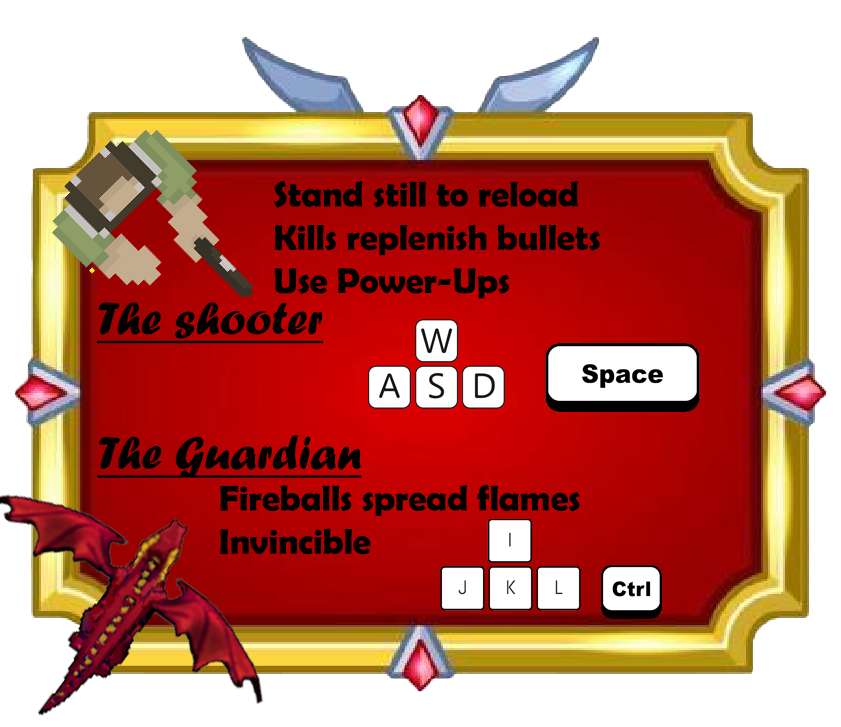 Stand still to reload
Kills replenish bullets
Use Power-Ups
The shooter
W
A S D
Space
The Guardian
Fireballs spread flames
Invincible
I
J K L
Ctrl